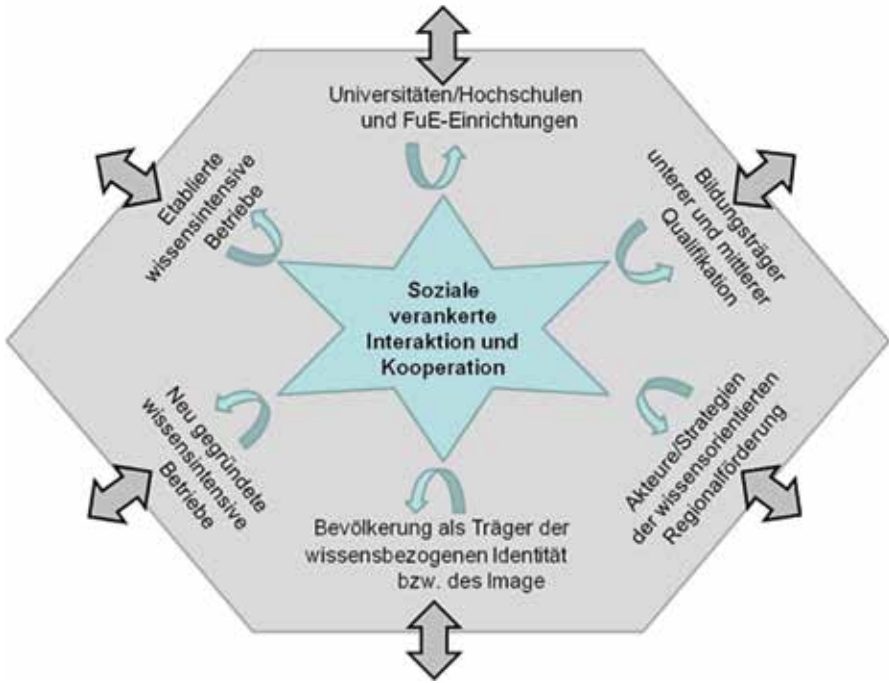 Universitäten/Hochschulen
und FuE-Einrichtungen
Etablierte
wissensintensive
Betriebe
Bildungsträger
unterer und mittlerer
Qualifikation
Soziale
verankerte
Interaktion und
Kooperation
Neu gegründete
wissensintensive
Betriebe
Akteure/Strategien
der wissensorientierten
Regionalförderung
Bevölkerung als Träger der
wissensbezogenen Identität
bzw. des Image